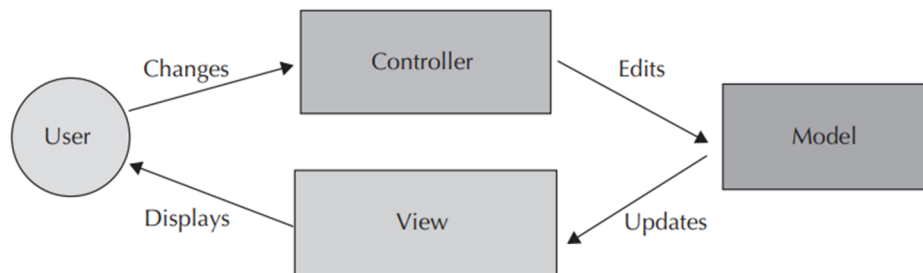 Controller
Changes
Edits
User
Model
View
Displays
Updates